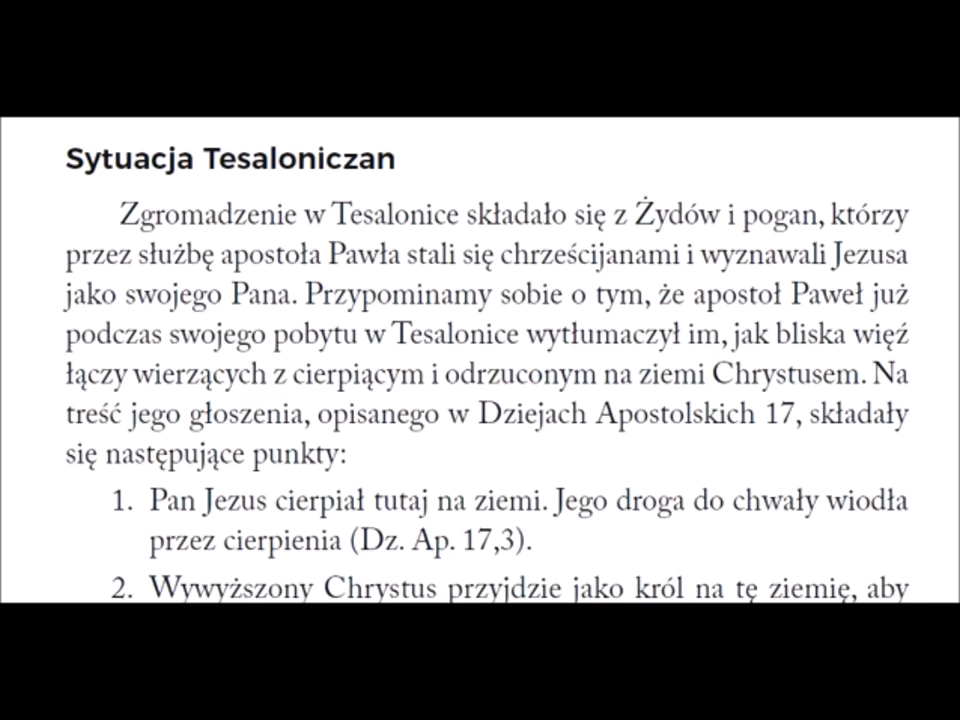 Sytuacja Tesaloniczan
Zgromadzenie w Tesalonice składało się z Żydów i pogan, którzy
przez służbę apostoła Pawła stali się chrześcijanami i wyznawali Jezusa
jako swojego Pana. Przypominamy sobie o tym, że apostoł Paweł już
podczas swojego pobytu w Tesalonice wytłumaczył im, jak bliska więź
łączy wierzących z cierpiącym i odrzuconym na ziemi Chrystusem. Na
treść jego głoszenia, opisanego w Dziejach Apostolskich 17, składały
się następujące punkty:
1. Pan Jezus cierpiał tutaj na ziemi. Jego droga do chwały wiodła
przez cierpienia (Dz. Ap. 17,3).
2. Wywyższony Chrystus przyjdzie jako król na tę ziemię, aby